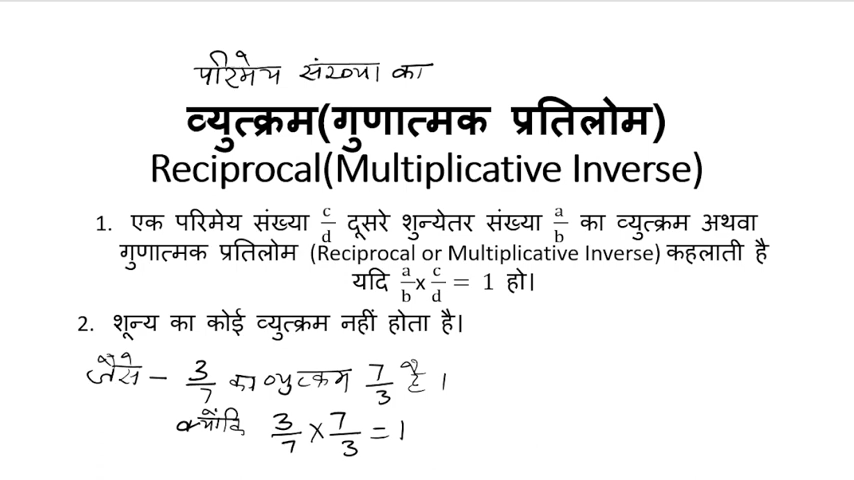 परिमेय संख्या का
व्युत्क्रम(गुणात्मक प्रतिलोम)
Reciprocal(Multiplicative Inverse)
1. एक परिमेय संख्या c/d दूसरे शुन्येतर संख्या a/b का व्युत्क्रम अथवा
गुणात्मक प्रतिलोम (Reciprocal or Multiplicative Inverse) कहलाती है
यदि a/b x c/d = 1 हो।
2. शून्य का कोई व्युत्क्रम नहीं होता है।
जैसे - 3/7 का व्युत्क्रम 7/3 है ।
क्योंकि 3/7 × 7/3 = 1